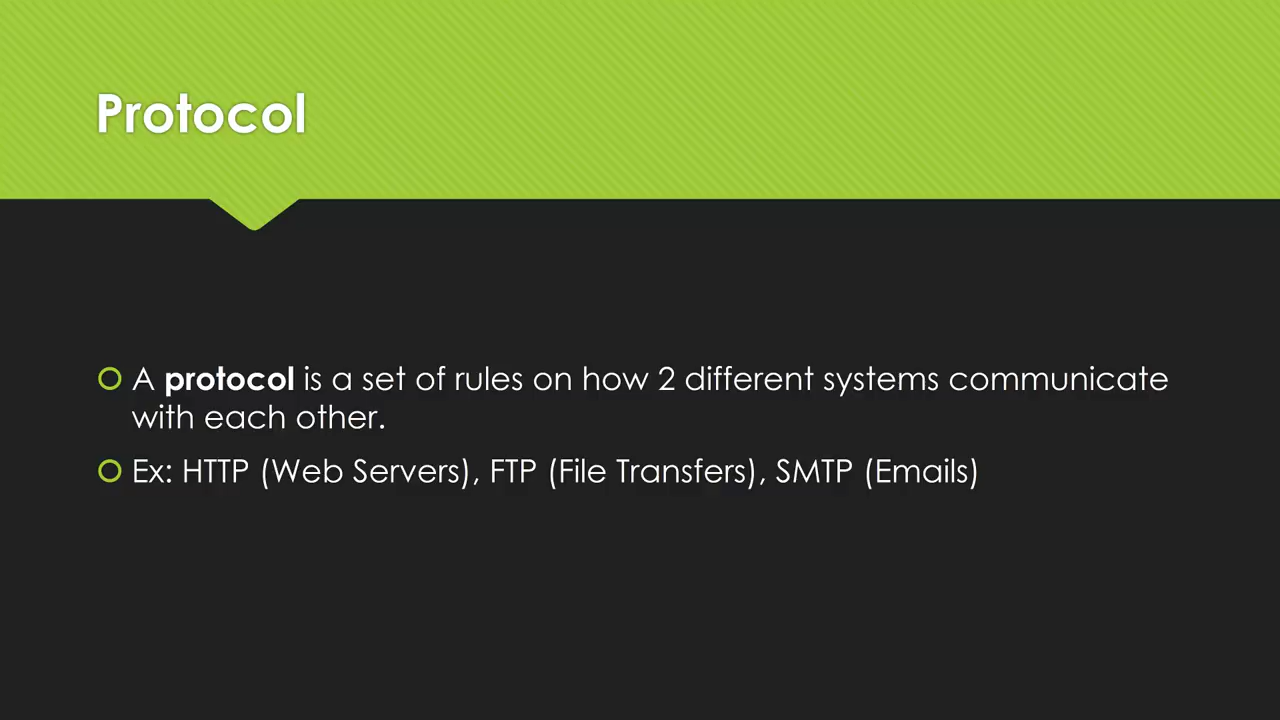 Protocol
A protocol is a set of rules on how 2 different systems communicate
with each other.
Ex: HTTP (Web Servers), FTP (File Transfers), SMTP (Emails)